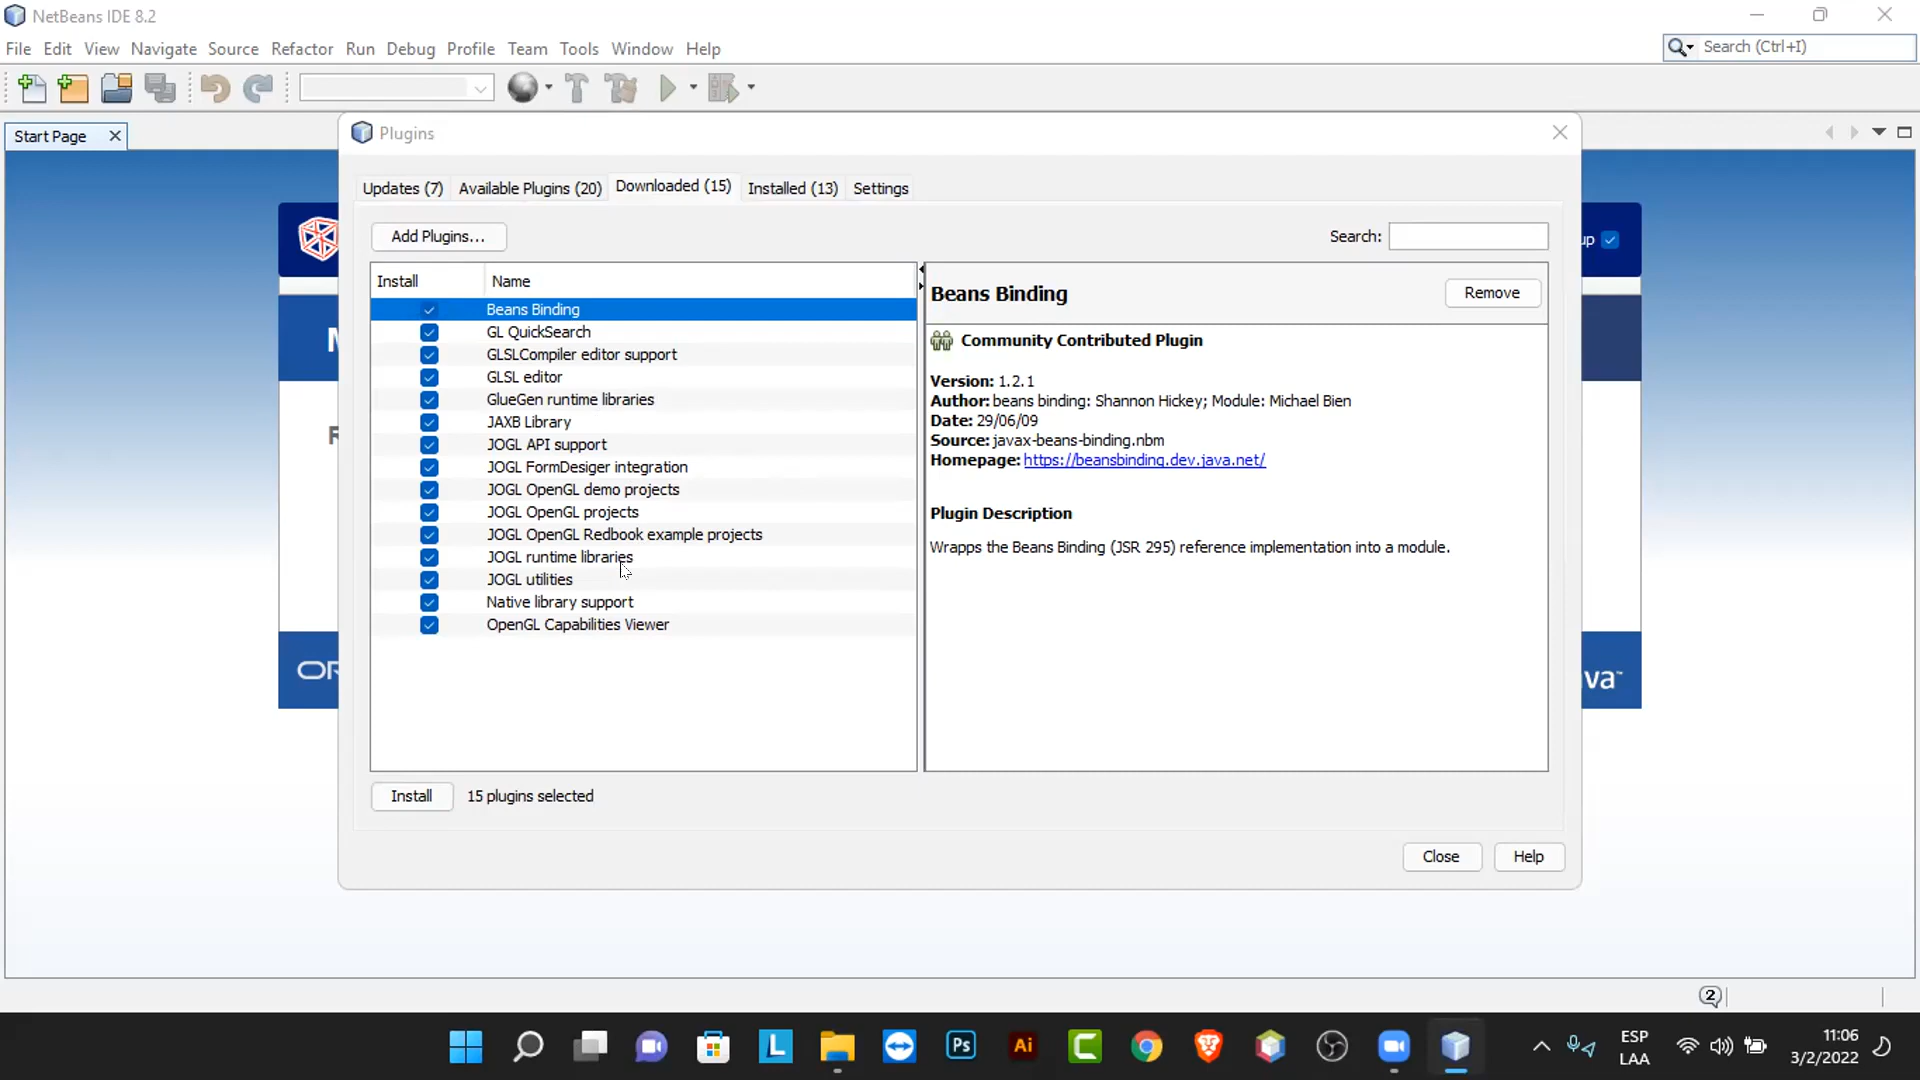 NetBeans IDE 8.2
File Edit View Navigate Source Refactor Run Debug Profile Team Tools Window Help
Search (Ctrl+I)
Start Page
Plugins
Updates (7) Available Plugins (20) Downloaded (15) Installed (13) Settings
Add Plugins...
Search:
up
Install Name
Beans Binding
GL QuickSearch
GLSLCompiler editor support
GLSL editor
GlueGen runtime libraries
JAXB Library
JOGL API support
JOGL FormDesiger integration
JOGL OpenGL demo projects
JOGL OpenGL projects
JOGL OpenGL Redbook example projects
JOGL runtime libraries
JOGL utilities
Native library support
OpenGL Capabilities Viewer
Beans Binding
Remove
Community Contributed Plugin
Version: 1.2.1
Author: beans binding: Shannon Hickey; Module: Michael Bien
Date: 29/06/09
Source: javax-beans-binding.nbm
Homepage: https://beansbinding.dev.java.net/
Plugin Description
Wrapps the Beans Binding (JSR 295) reference implementation into a module.
Install 15 plugins selected
Close Help
M
R
OR
va™
2
L
Ps
Ai
C
ESP
LAA
11:06
3/2/2022